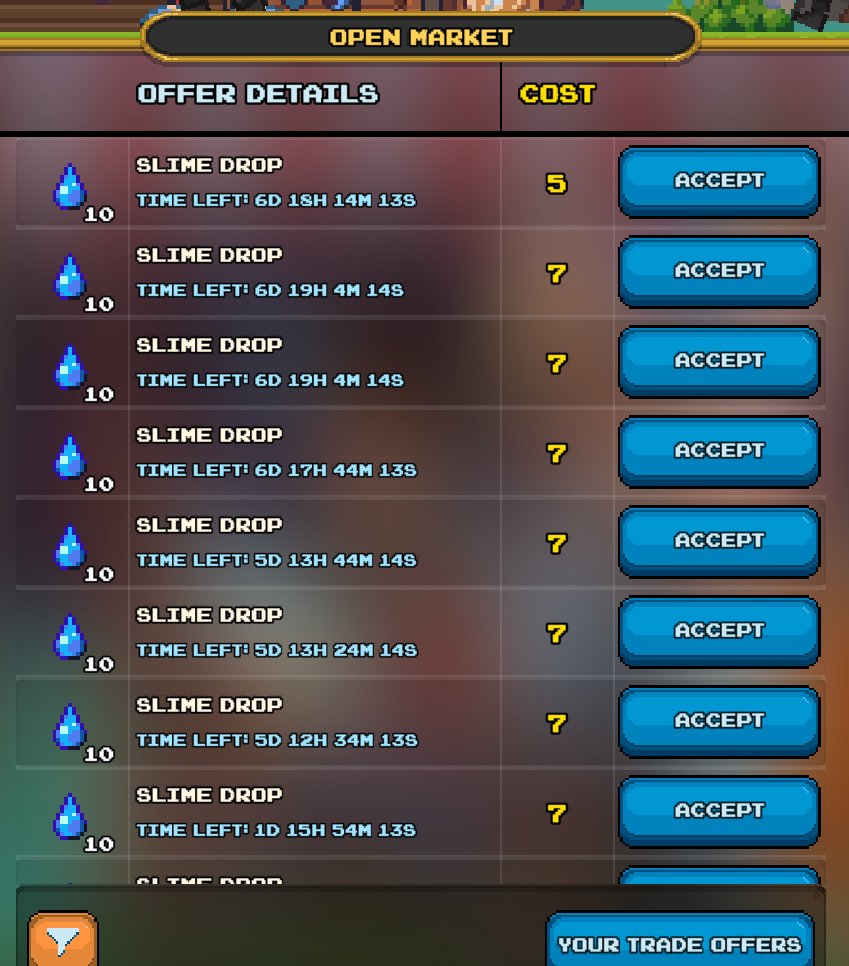 OPEN MARKET
OFFER DETAILS COST
SLIME DROP
10 TIME LEFT: 6D 18H 14M 13S 5 ACCEPT
SLIME DROP
10 TIME LEFT: 6D 19H 4M 14S 7 ACCEPT
SLIME DROP
10 TIME LEFT: 6D 19H 4M 14S 7 ACCEPT
SLIME DROP
10 TIME LEFT: 6D 17H 44M 13S 7 ACCEPT
SLIME DROP
10 TIME LEFT: 5D 13H 44M 14S 7 ACCEPT
SLIME DROP
10 TIME LEFT: 5D 13H 24M 14S 7 ACCEPT
SLIME DROP
10 TIME LEFT: 5D 12H 34M 13S 7 ACCEPT
SLIME DROP
10 TIME LEFT: 1D 15H 54M 13S 7 ACCEPT
SLIME DROP
YOUR TRADE OFFERS